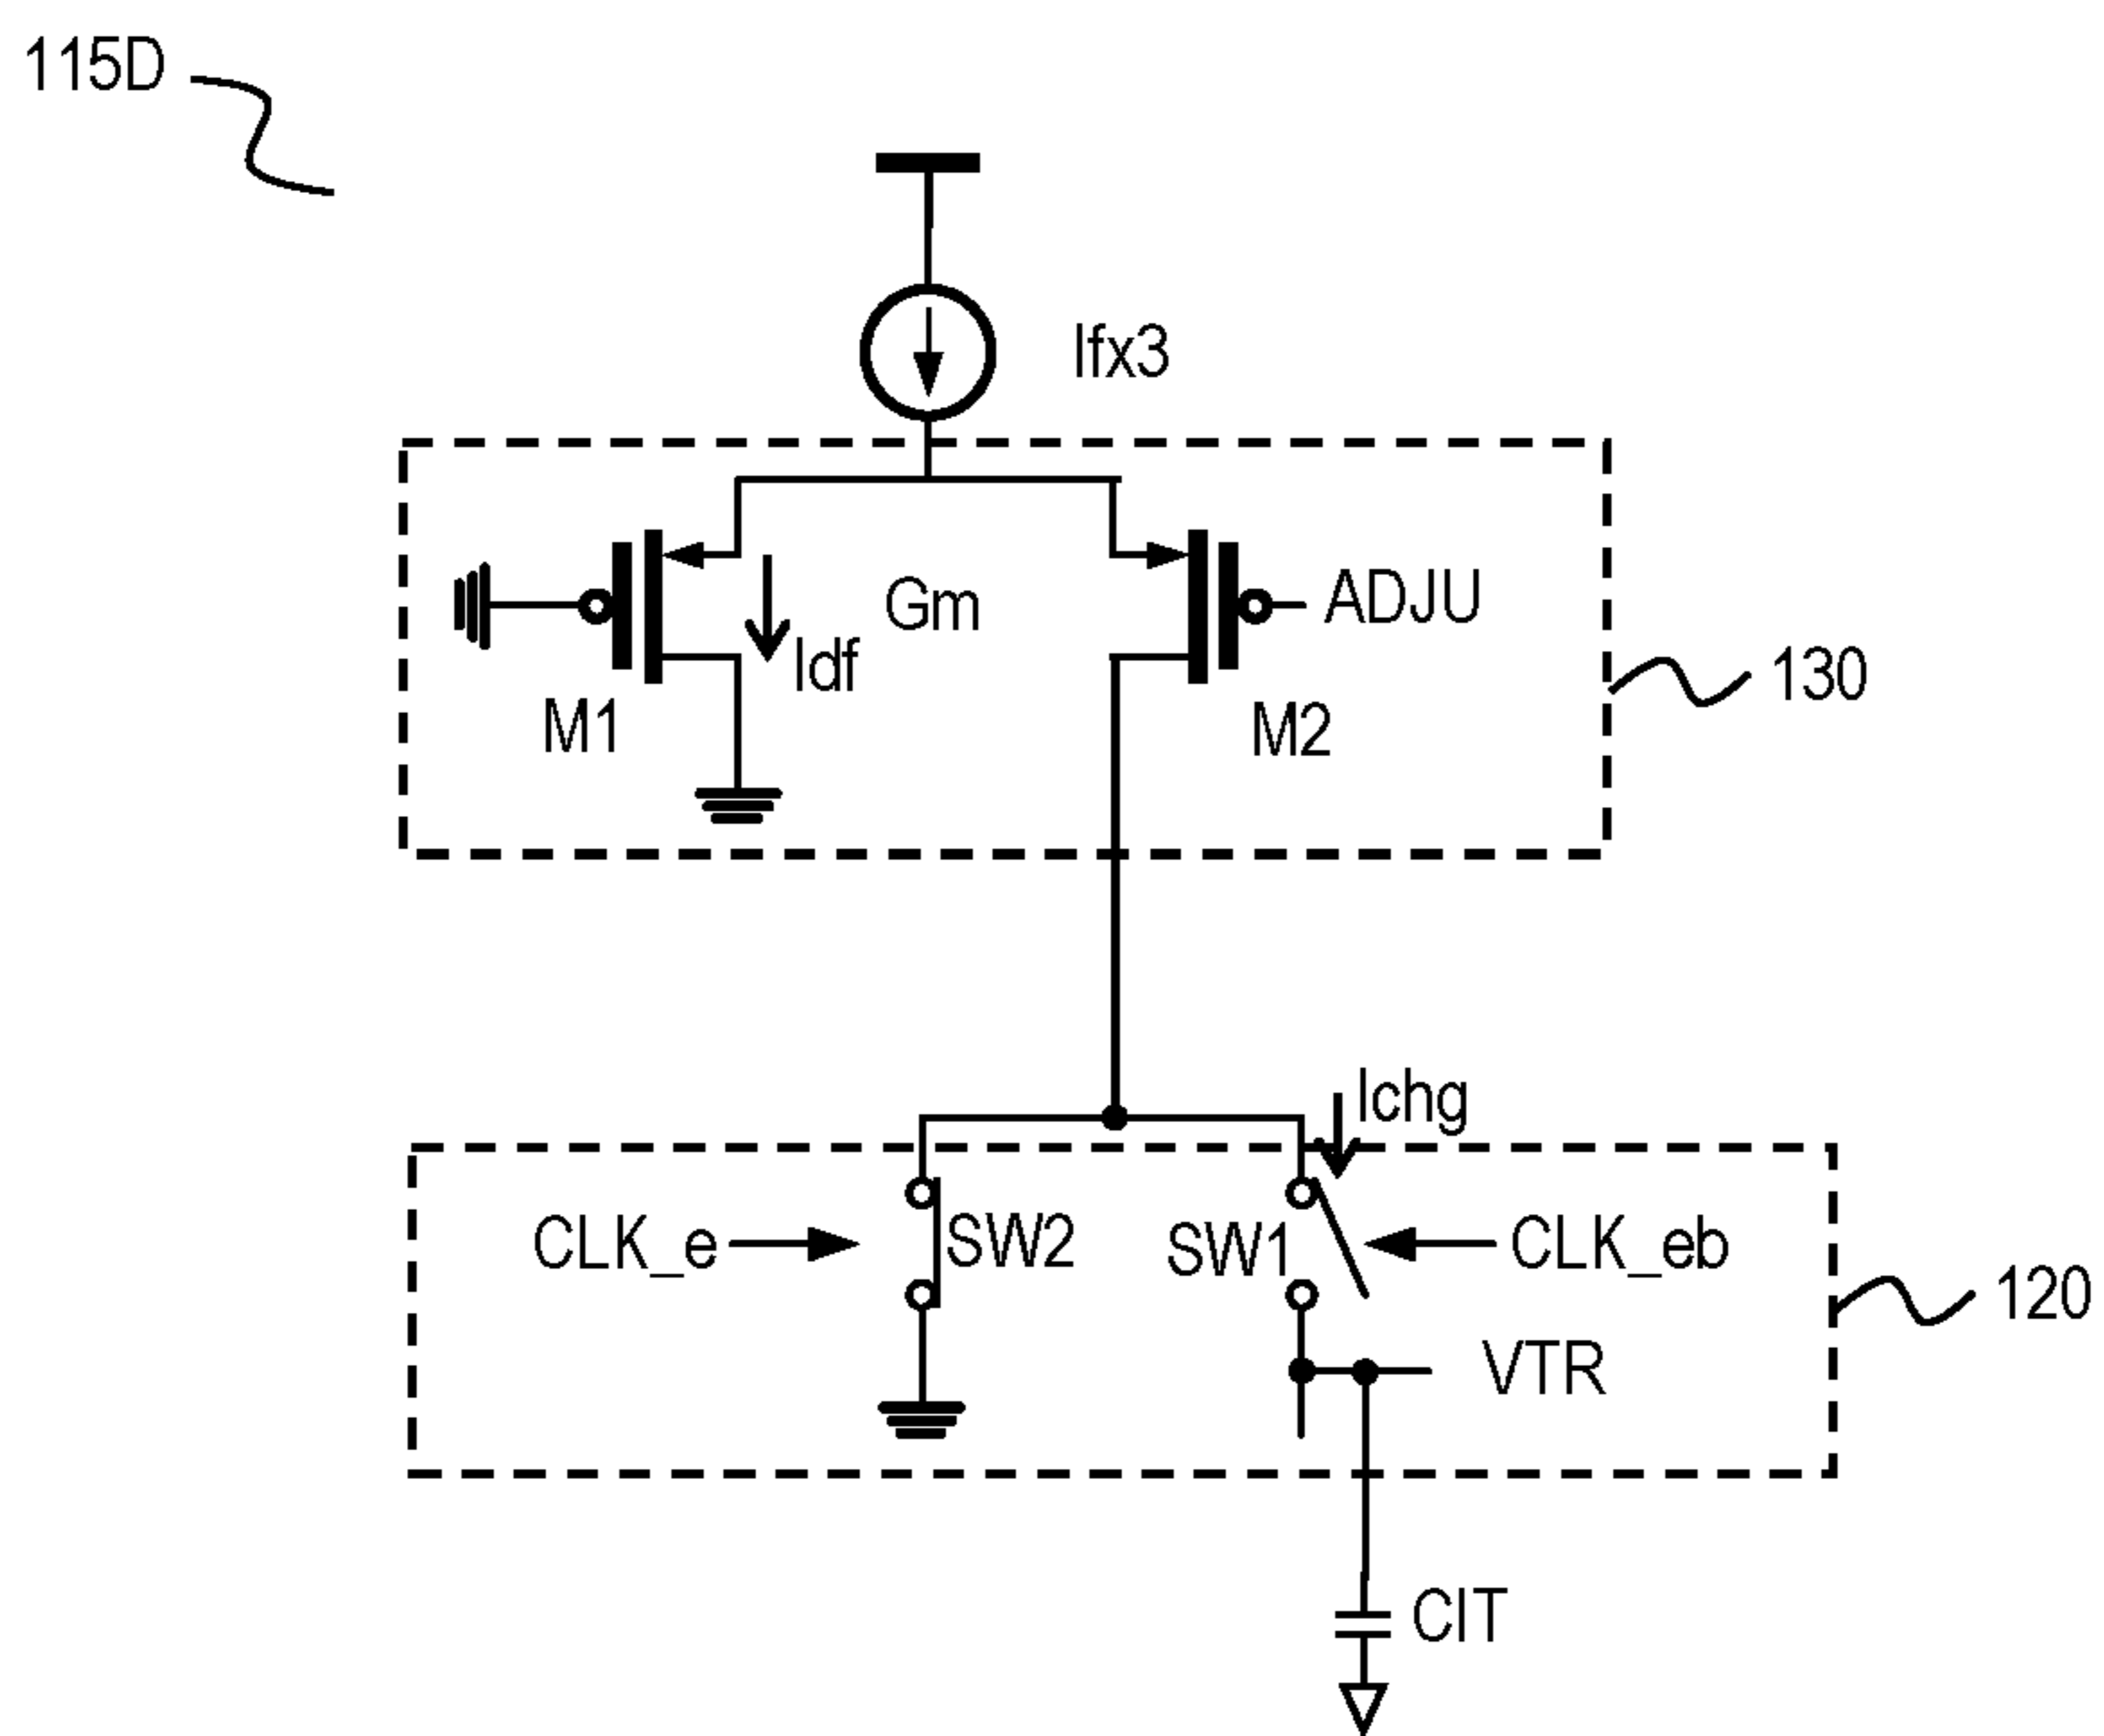 115D
Ifx3
Gm
ADJU
Idf
130
M1
M2
Ichg
CLK_e
SW2
SW1
CLK_eb
120
VTR
CIT